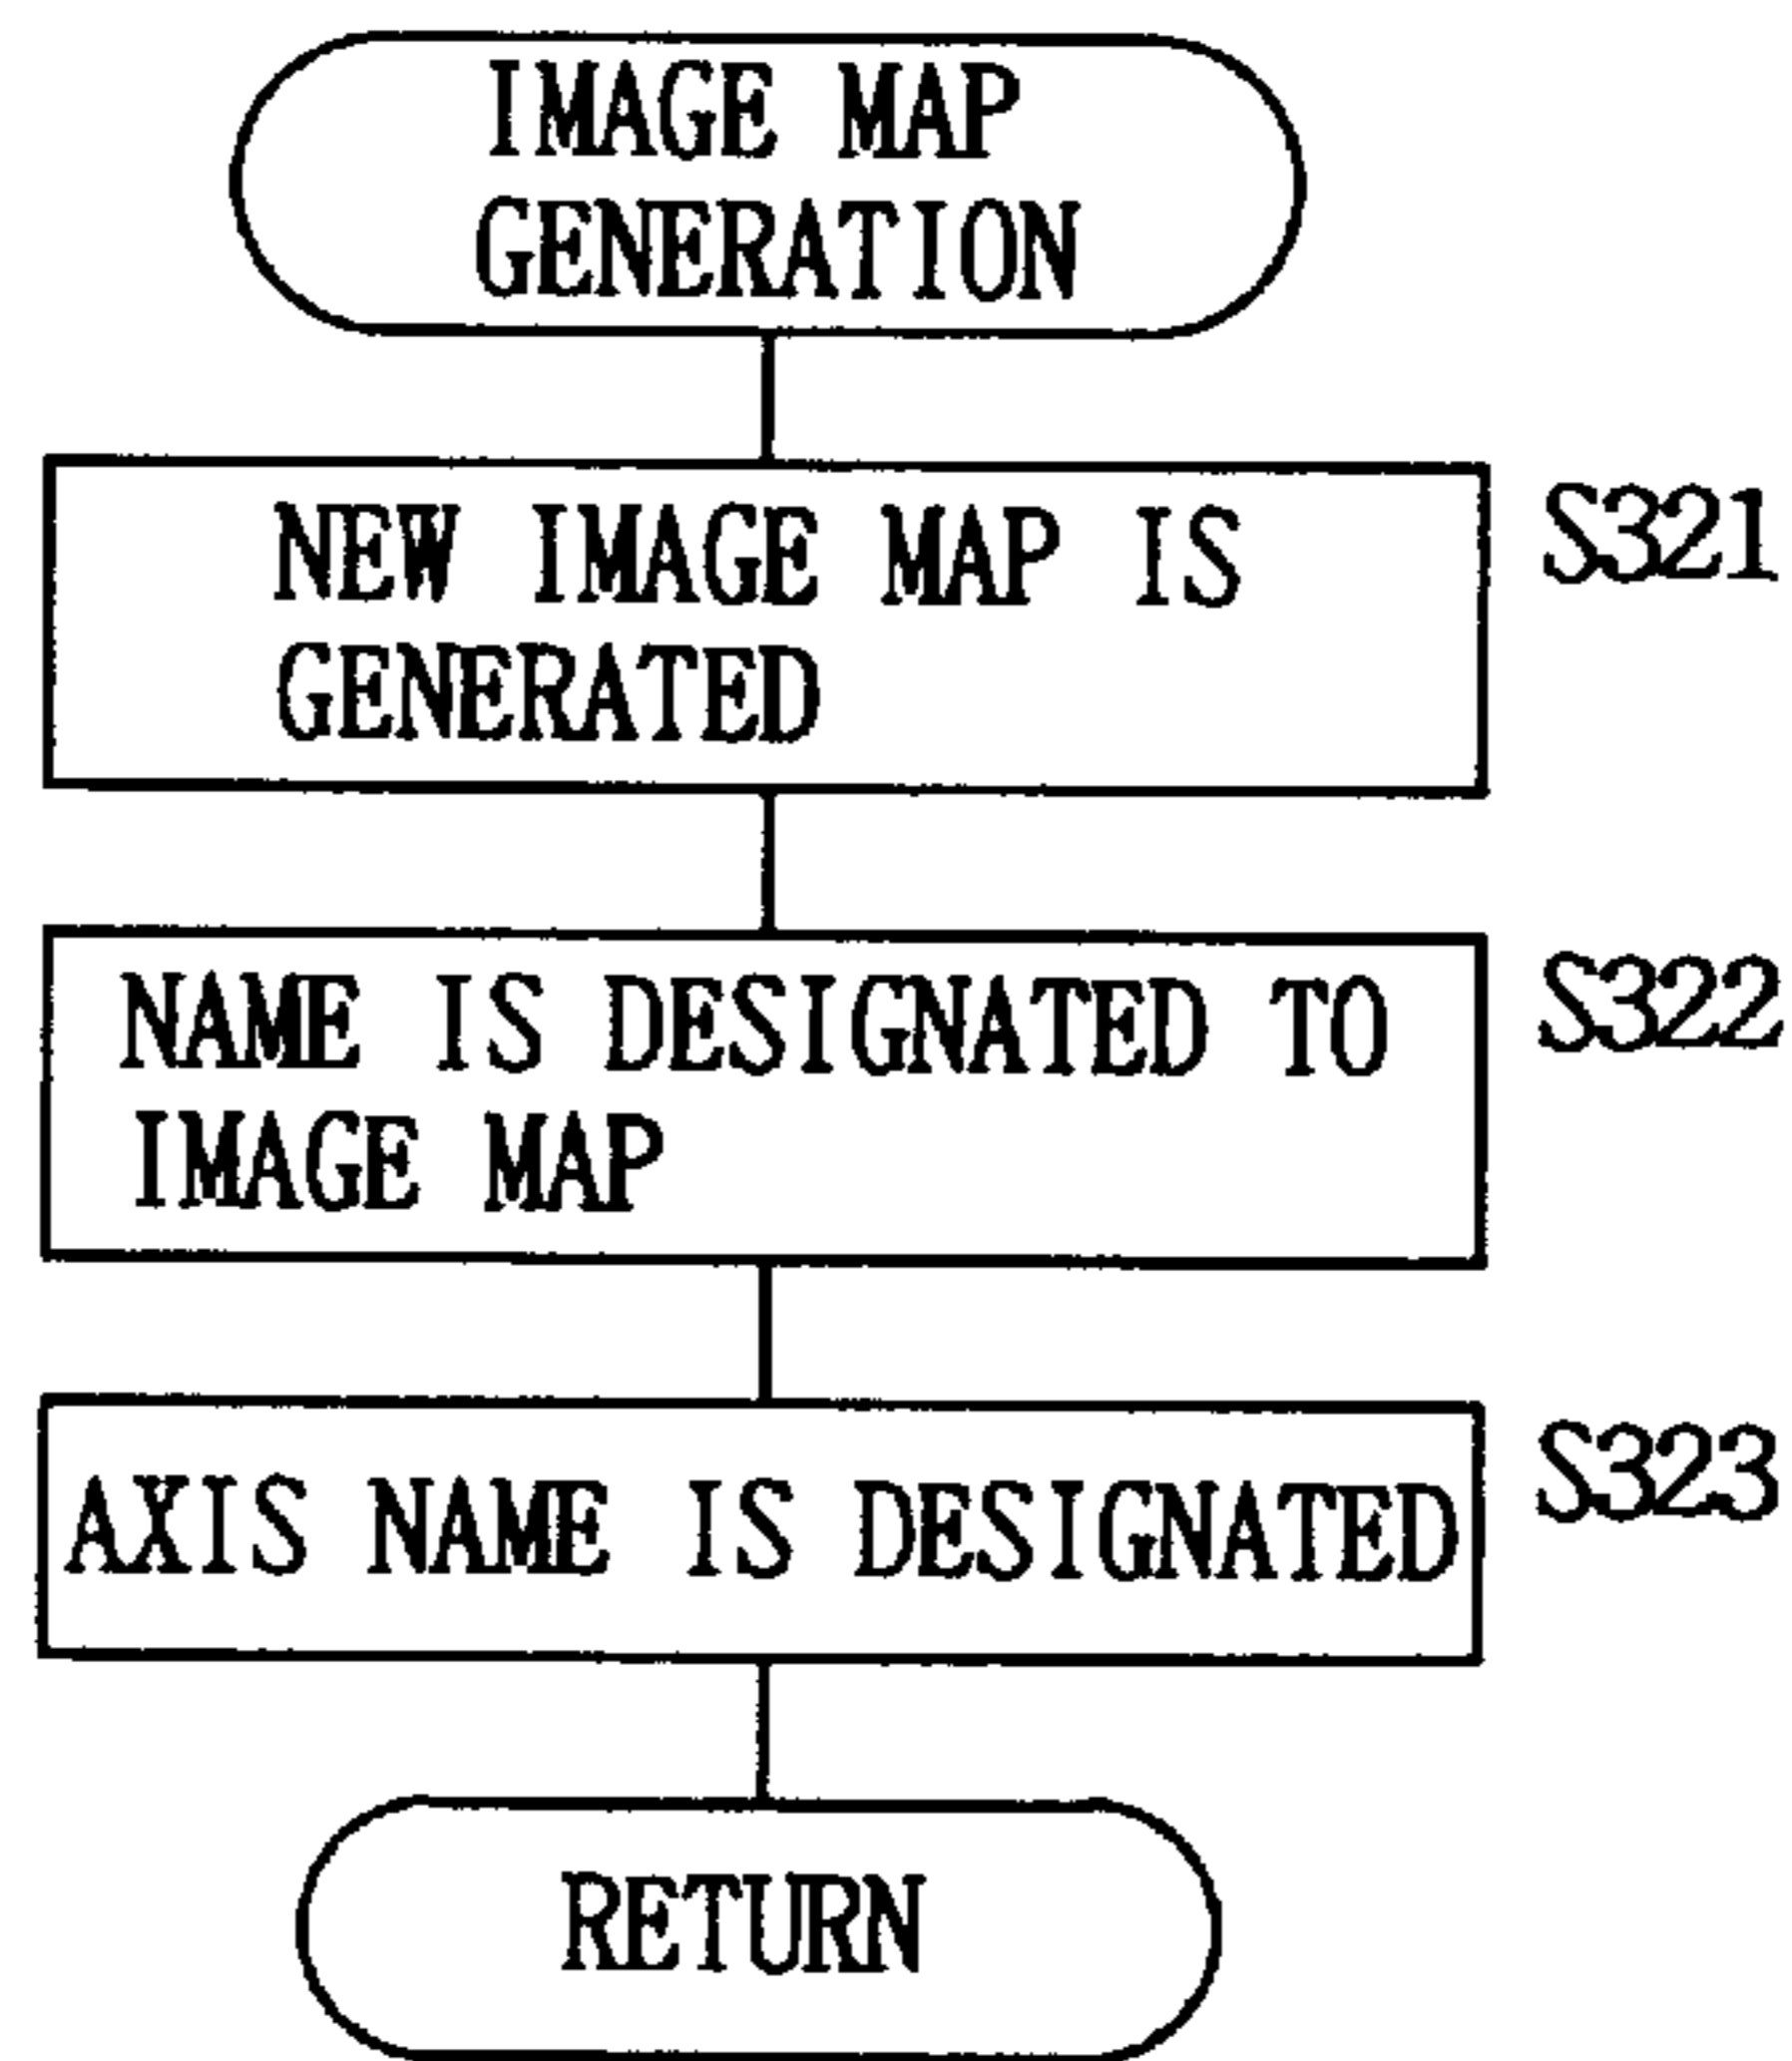 IMAGE MAP
GENERATION
NEW IMAGE MAP IS
GENERATED
S321
NAME IS DESIGNATED TO
IMAGE MAP
S322
AXIS NAME IS DESIGNATED
S323
RETURN